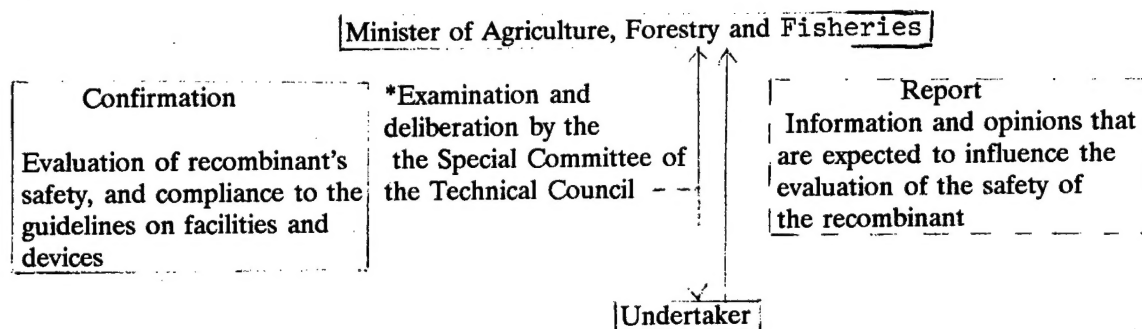 Minister of Agriculture, Forestry and Fisheries
Confirmation
Evaluation of recombinant's
safety, and compliance to the
guidelines on facilities and
devices
*Examination and
deliberation by the
the Special Committee of
the Technical Council
Report
Information and opinions that
are expected to influence the
evaluation of the safety of
the recombinant
Undertaker